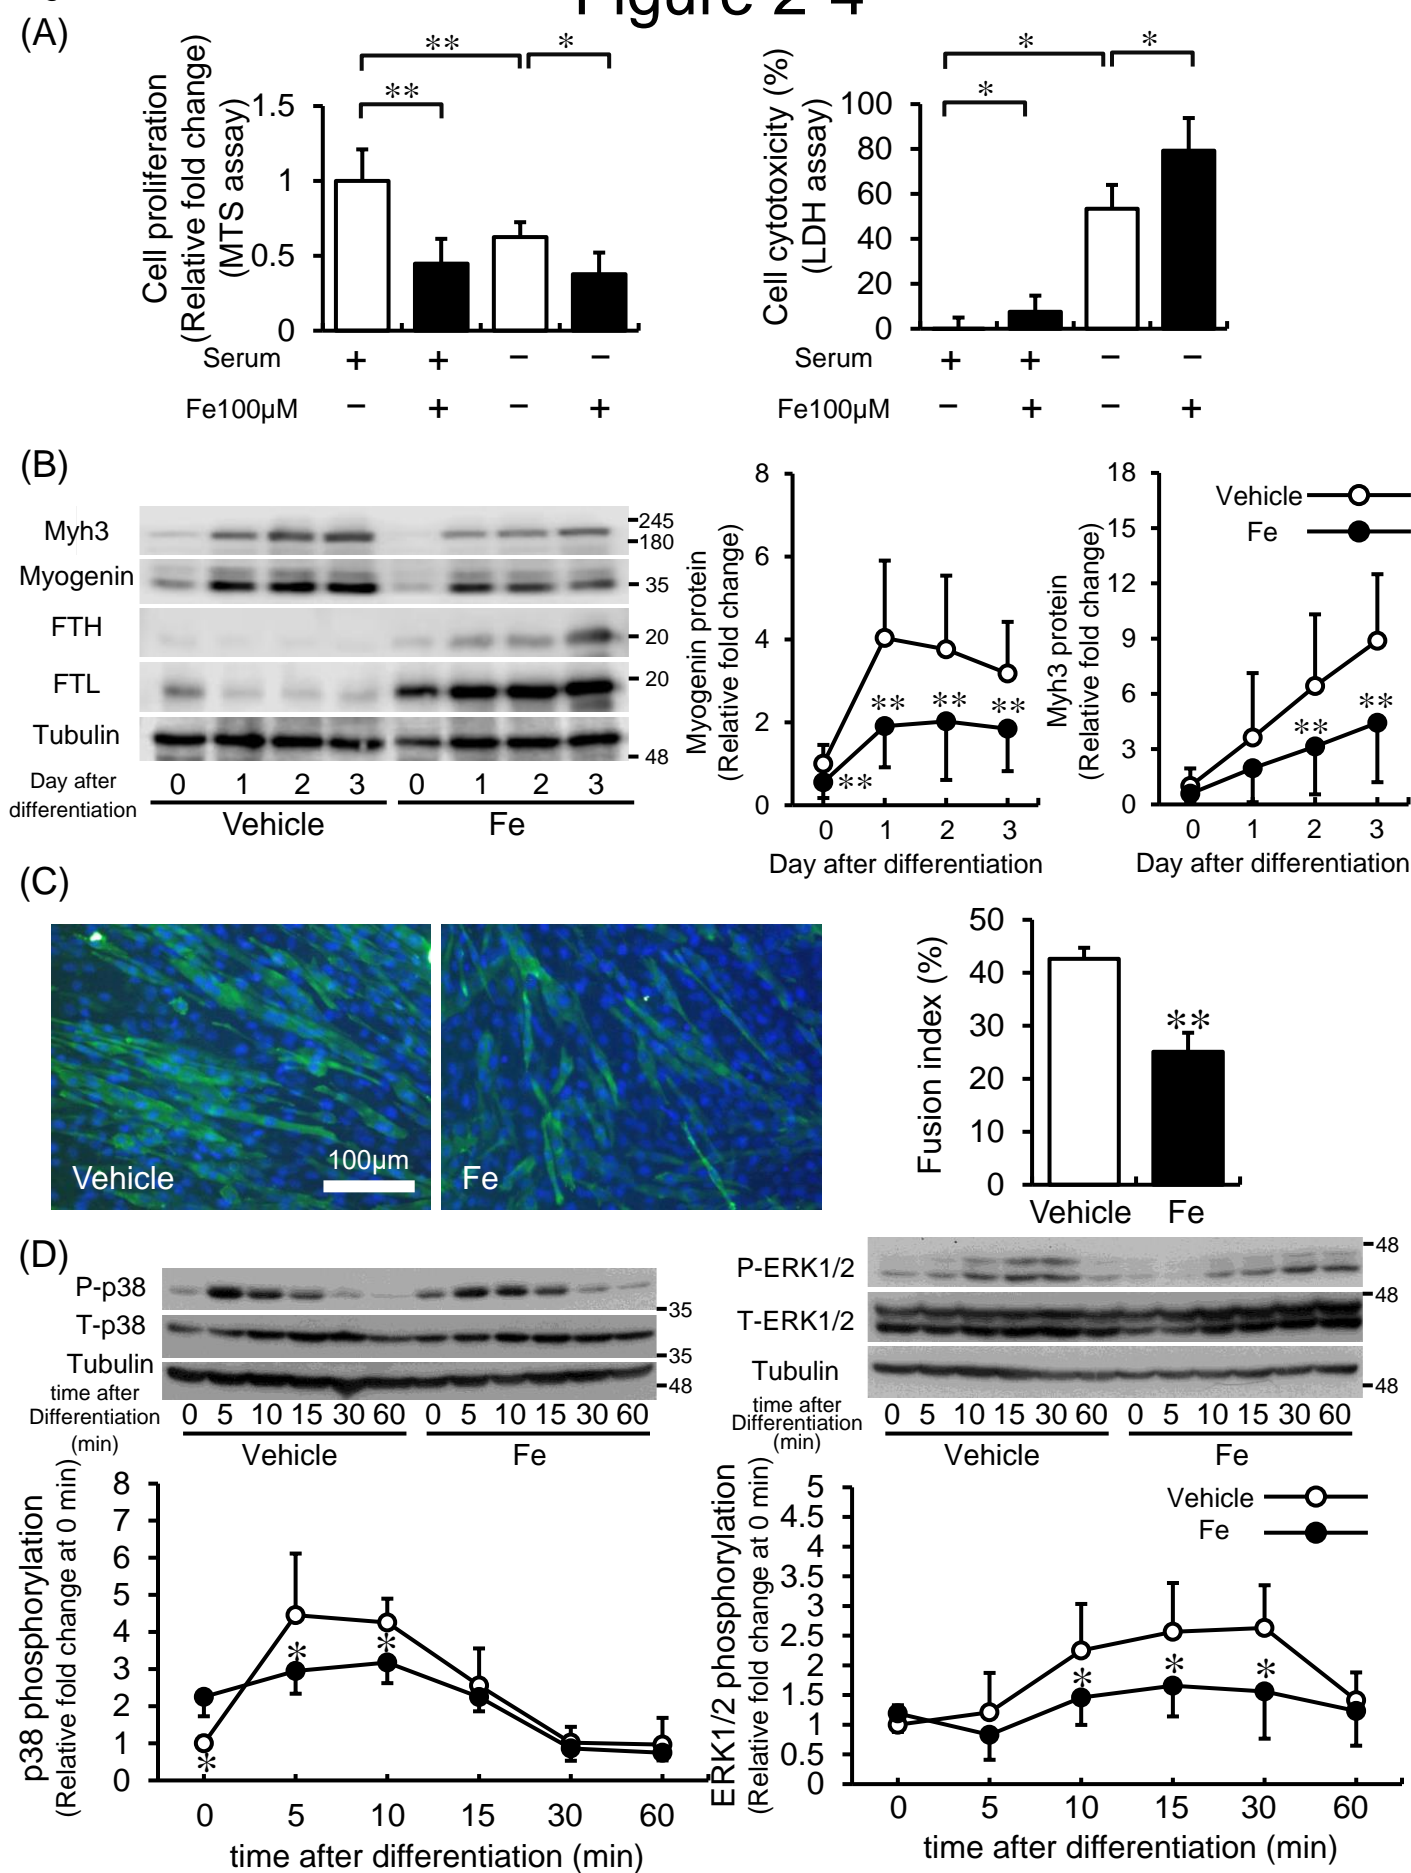 Figure 2-4
(A)
Cell proliferation
(Relative fold change)
(MTS assay)
1.5
1
0.5
0
**
*
**
Serum + + − −
Fe100µM − + − +
Cell cytotoxicity (%)
(LDH assay)
100
80
60
40
20
0
*
*
*
Serum + + − −
Fe100µM − + − +
(B)
Myh3
245
180
Myogenin
35
FTH
20
FTL
20
Tubulin
48
Day after
differentiation
0 1 2 3 0 1 2 3
Vehicle Fe
Myogenin protein
(Relative fold change)
8
6
4
2
0
** ** **
**
0 1 2 3
Day after differentiation
Myh3 protein
(Relative fold change)
18
15
12
9
6
3
0
Vehicle
Fe
**
**
0 1 2 3
Day after differentiation
(C)
Vehicle
100µm
Fe
Fusion index (%)
50
40
30
20
10
0
**
Vehicle Fe
(D)
P-p38
35
T-p38
35
Tubulin
48
time after
Differentiation
(min)
0 5 10 15 30 60 0 5 10 15 30 60
Vehicle Fe
P-ERK1/2
48
T-ERK1/2
48
Tubulin
48
time after
Differentiation
(min)
0 5 10 15 30 60 0 5 10 15 30 60
Vehicle Fe
p38 phosphorylation
(Relative fold change at 0 min)
8
7
6
5
4
3
2
1
0
* *
*
0 5 10 15 30 60
time after differentiation (min)
ERK1/2 phosphorylation
(Relative fold change at 0 min)
5
4.5
4
3.5
3
2.5
2
1.5
1
0.5
0
Vehicle
Fe
* * *
0 5 10 15 30 60
time after differentiation (min)